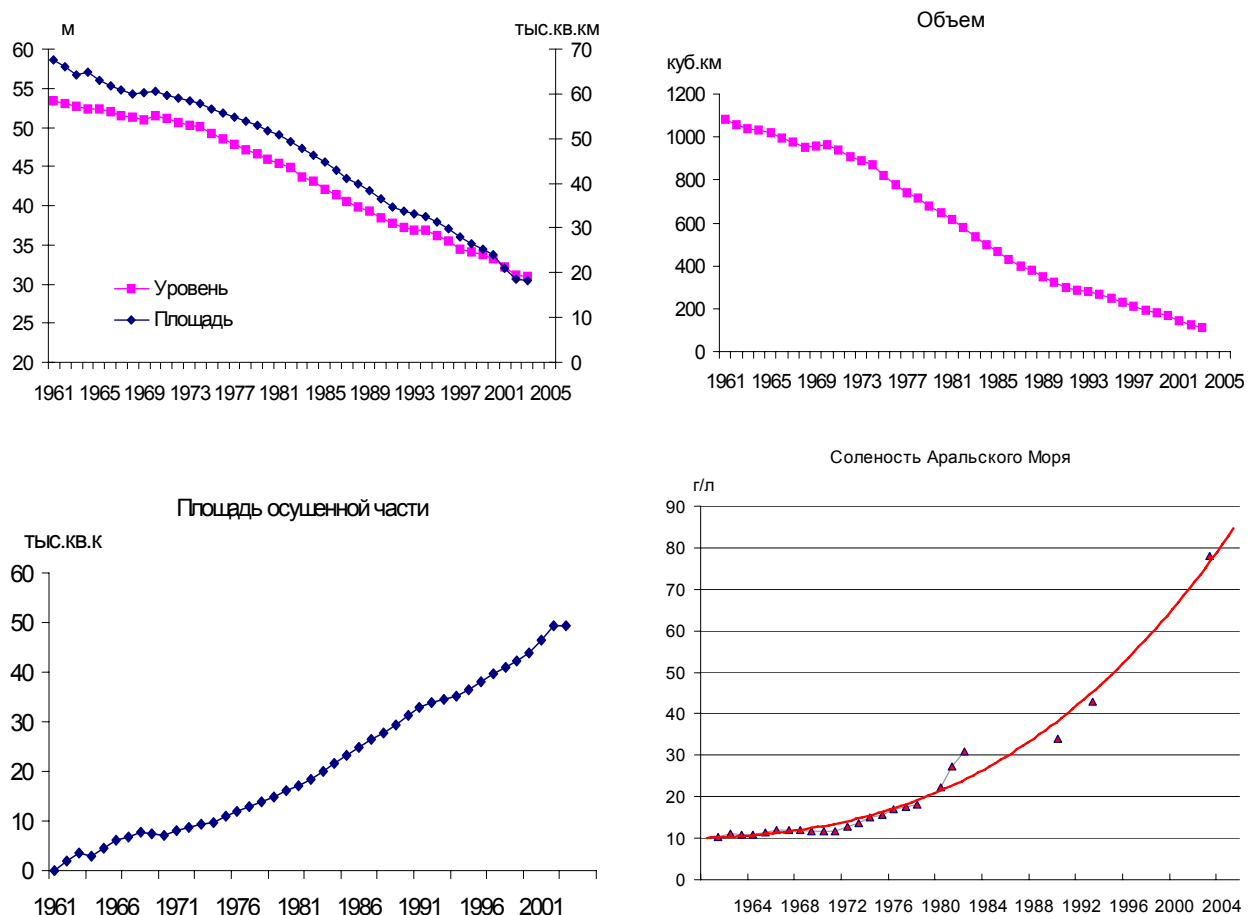 м
тыс.кв.км
60
55
50
45
40
35
30
25
20
70
60
50
40
30
20
10
0
Уровень
Площадь
1961 1965 1969 1973 1977 1981 1985 1989 1993 1997 2001 2005
Объем
куб.км
1200
1000
800
600
400
200
0
1961 1965 1969 1973 1977 1981 1985 1989 1993 1997 2001 2005
Площадь осушенной части
тыс.кв.к
60
50
40
30
20
10
0
1961 1966 1971 1976 1981 1986 1991 1996 2001
Соленость Аральского Моря
г/л
90
80
70
60
50
40
30
20
10
0
1964 1968 1972 1976 1980 1984 1988 1992 1996 2000 2004